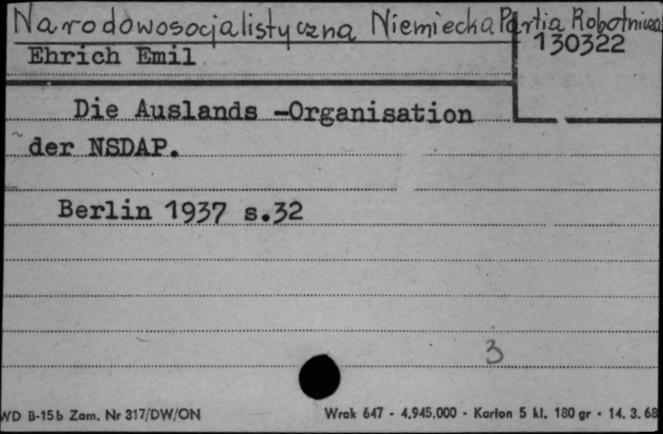 Narodowosocjalistyczna Niemiecka Partia Robotnicza
130322
Ehrich Emil
Die Auslands -Organisation
der NSDAP.
Berlin 1937 s.32
3
WD B-15b Zam. Nr 317/DW/ON Wrak 647 - 4.945.000 - Karton 5 kl. 180 gr - 14. 3. 68